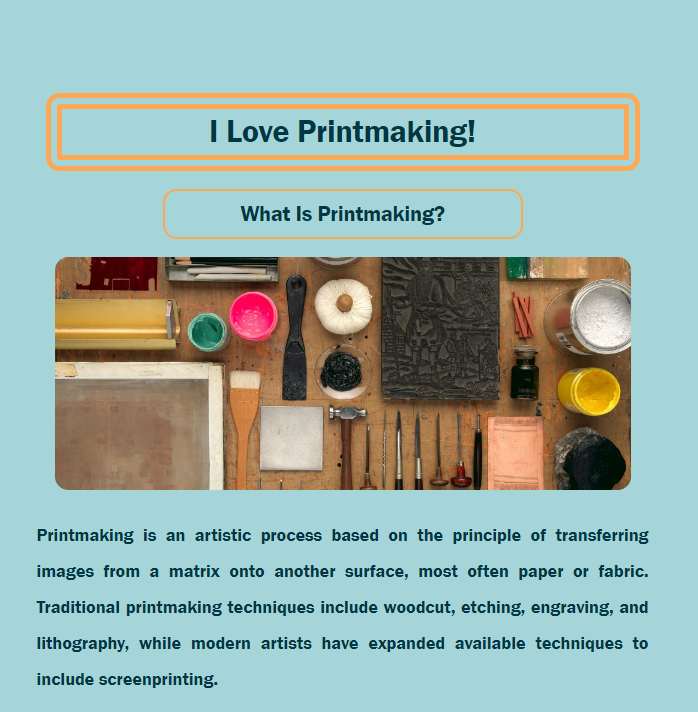 I Love Printmaking!
What Is Printmaking?
Printmaking is an artistic process based on the principle of transferring
images from a matrix onto another surface, most often paper or fabric.
Traditional printmaking techniques include woodcut, etching, engraving, and
lithography, while modern artists have expanded available techniques to
include screenprinting.